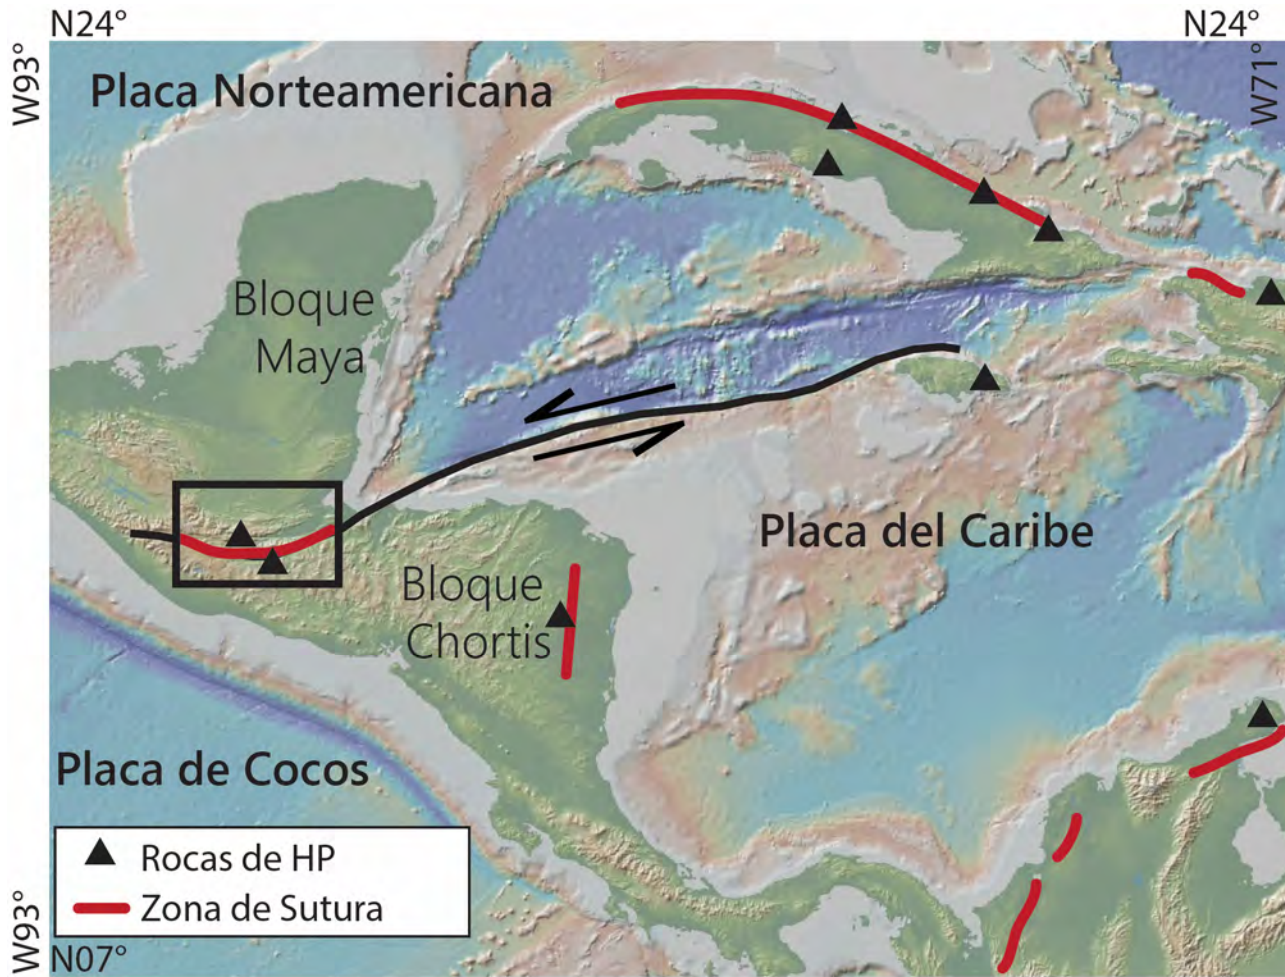 N24°
N24°
W93°
W71°
Placa Norteamericana
Bloque
Maya
Placa del Caribe
Bloque
Chortis
Placa de Cocos
Rocas de HP
Zona de Sutura
W93°
N07°